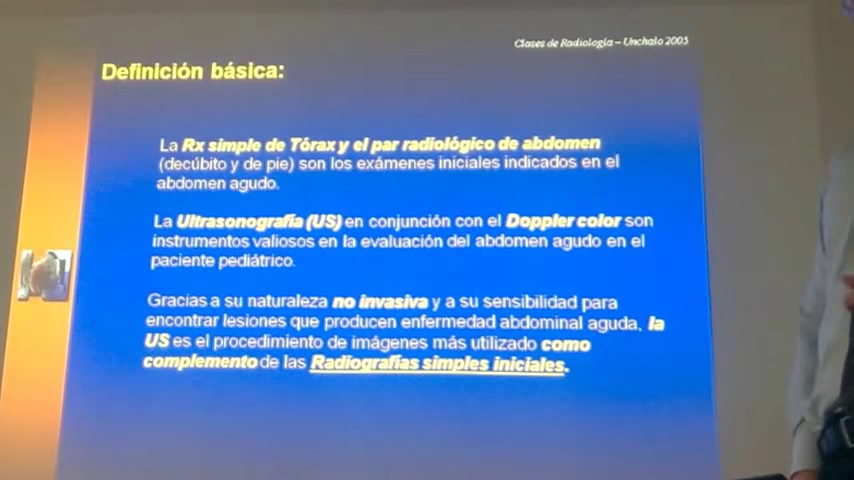 Clases de Radiología – Unchalo 2005
Definición básica:
La Rx simple de Tórax y el par radiológico de abdomen
(decúbito y de pie) son los exámenes iniciales indicados en el
abdomen agudo.
La Ultrasonografía (US) en conjunción con el Doppler color son
instrumentos valiosos en la evaluación del abdomen agudo en el
paciente pediátrico.
Gracias a su naturaleza no invasiva y a su sensibilidad para
encontrar lesiones que producen enfermedad abdominal aguda, la
US es el procedimiento de imágenes más utilizado como
complemento de las Radiografías simples iniciales.